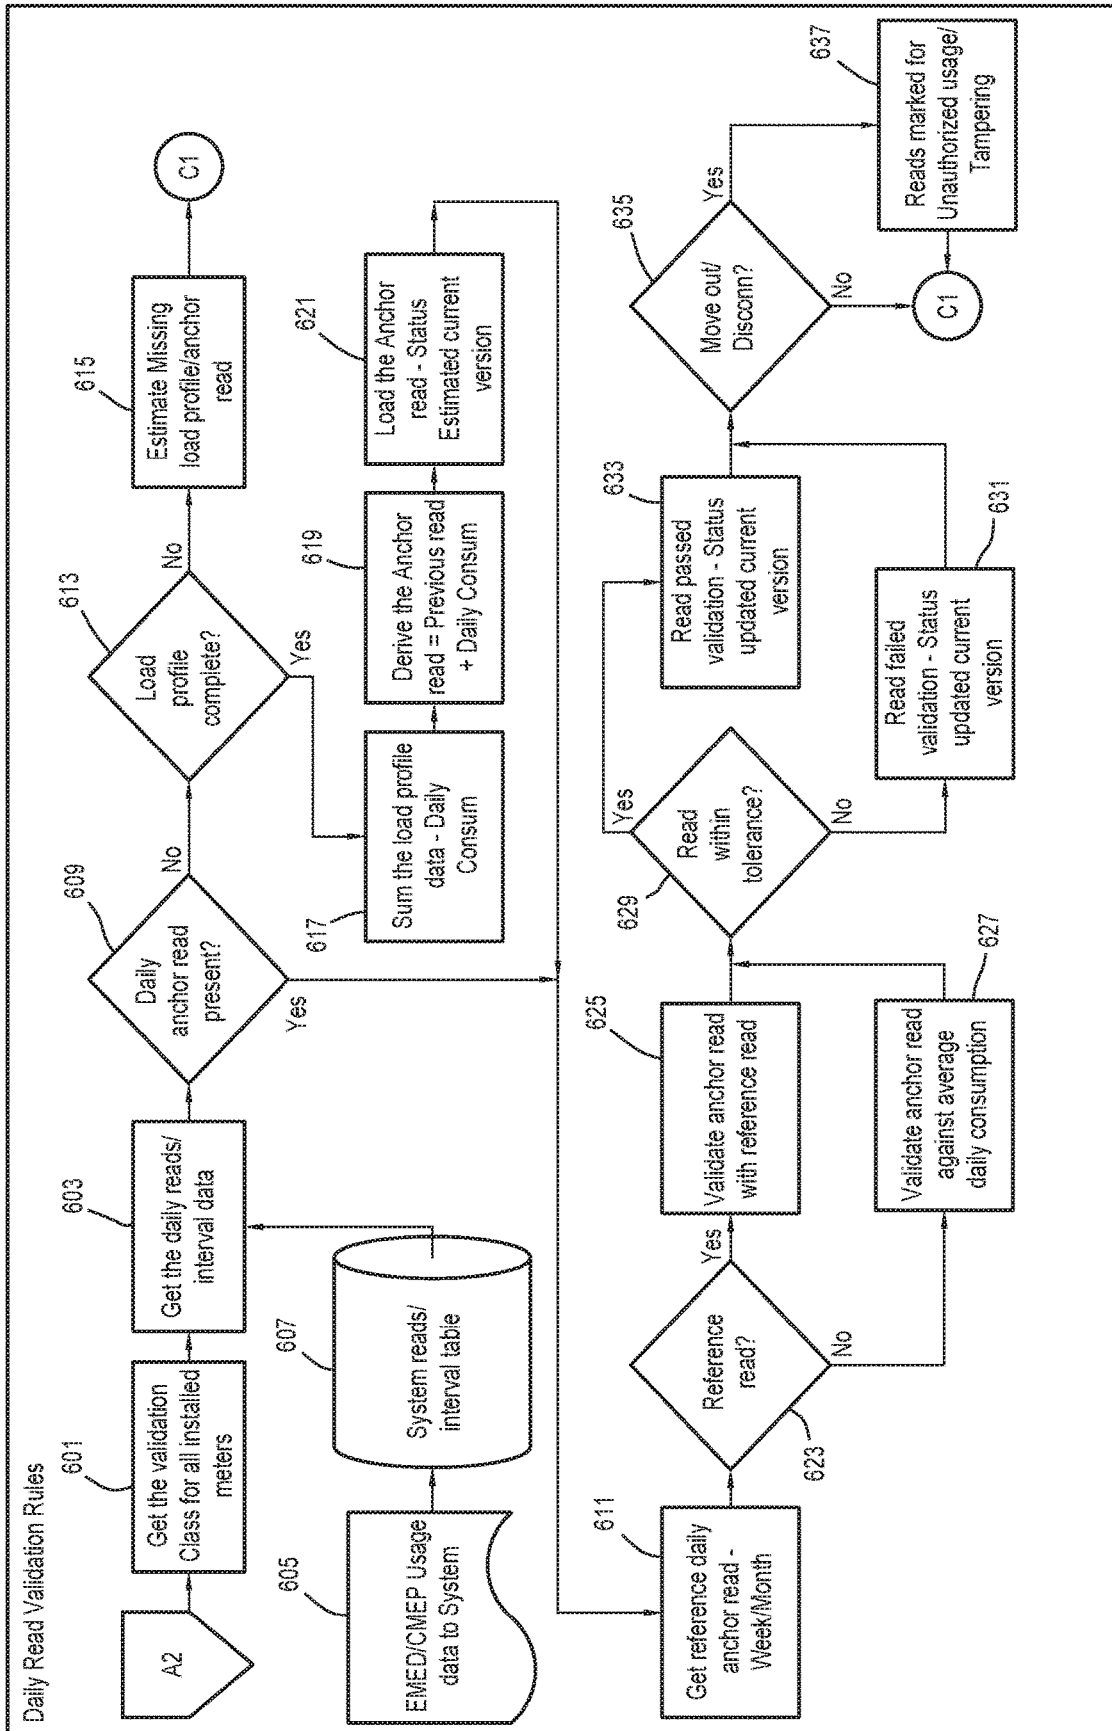 Daily Read Validation Rules
A2
601
Get the validation
Class for all installed
meters
603
Get the daily reads/
interval data
605
EMED/CMEP Usage
data to System
607
System reads/
interval table
609
Daily
anchor read
present?
No
Yes
613
Load
profile
complete?
No
Yes
615
Estimate Missing
load profile/anchor
read
C1
617
Sum the load profile
data - Daily
Consum
619
Derive the Anchor
read = Previous read
+ Daily Consum
621
Load the Anchor
read - Status
Estimated current
version
611
Get reference daily
anchor read -
Week/Month
623
Reference
read?
Yes
No
625
Validate anchor read
with reference read
627
Validate anchor read
against average
daily consumption
629
Read
within
tolerance?
Yes
No
633
Read passed
validation - Status
updated current
version
631
Read failed
validation - Status
updated current
version
635
Move out/
Disconn?
Yes
No
637
Reads marked for
Unauthorized usage/
Tampering
C1